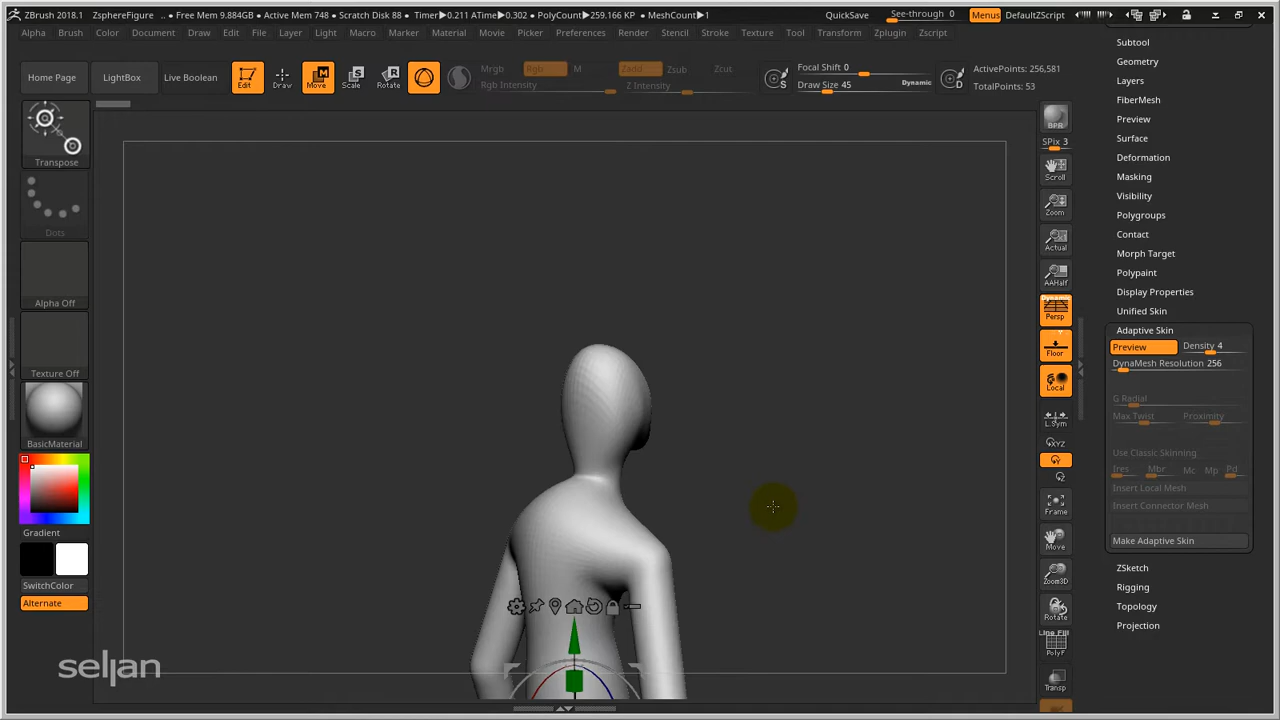 ZBrush 2018.1 ZsphereFigure .. • Free Mem 9.884GB • Active Mem 748 • Scratch Disk 88 • Timer▶0.211 ATime▶0.302 • PolyCount▶259.166 KP • MeshCount▶1 QuickSave See-through 0 Menus DefaultZScript
Alpha Brush Color Document Draw Edit File Layer Light Macro Marker Material Movie Picker Preferences Render Stencil Stroke Texture Tool Transform Zplugin Zscript
Home Page LightBox Live Boolean Edit Draw Move Scale Rotate
Mrgb Rgb M Zadd Zsub Zcut
Rgb Intensity Z Intensity
Focal Shift 0
Draw Size 45 Dynamic
S
D
ActivePoints: 256,581
TotalPoints: 53
Transpose
Dots
Alpha Off
Texture Off
BasicMaterial
Gradient
SwitchColor
Alternate
seljan
BPR
SPix 3
Scroll
Zoom
Actual
AAHalf
Dynamic
Persp
Floor
Local
L.Sym
XYZ
Y
Z
Frame
Move
Zoom3D
Rotate
Line Fill
PolyF
Transp
Subtool
Geometry
Layers
FiberMesh
Preview
Surface
Deformation
Masking
Visibility
Polygroups
Contact
Morph Target
Polypaint
Display Properties
Unified Skin
Adaptive Skin
Preview Density 4
DynaMesh Resolution 256
G Radial
Max Twist Proximity
Use Classic Skinning
Ires Mbr Mc Mp Pd
Insert Local Mesh
Insert Connector Mesh
Make Adaptive Skin
ZSketch
Rigging
Topology
Projection